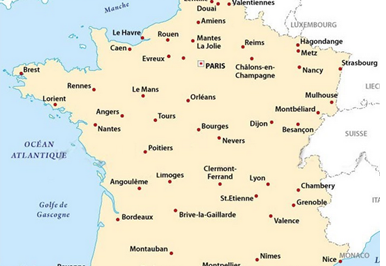 Manche
Valenciennes
Douai
Amiens
LUXEMBOURG
Le Havre
Rouen
Mantes
La Jolie
Reims
Hàgondange
Caen
Metz
Evreux
PARIS
Châlons-en-
Champagne
Nancy
Strasbourg
Brest
Rennes
Le Mans
Orléans
Mulhouse
Lorient
Montbéliard
Angers
Tours
Nantes
Bourges
Dijon
Besançon
Nevers
SUISSE
OCÉAN
ATLANTIQUE
Poitiers
Angoulême
Limoges
Clermont-
Ferrand
Lyon
Chambery
St.Etienne
Grenoble
Golfe de
Gascogne
Bordeaux
Brive-la-Gaillarde
Valence
Montauban
Nîmes
MONACO
Nice
Montpellier